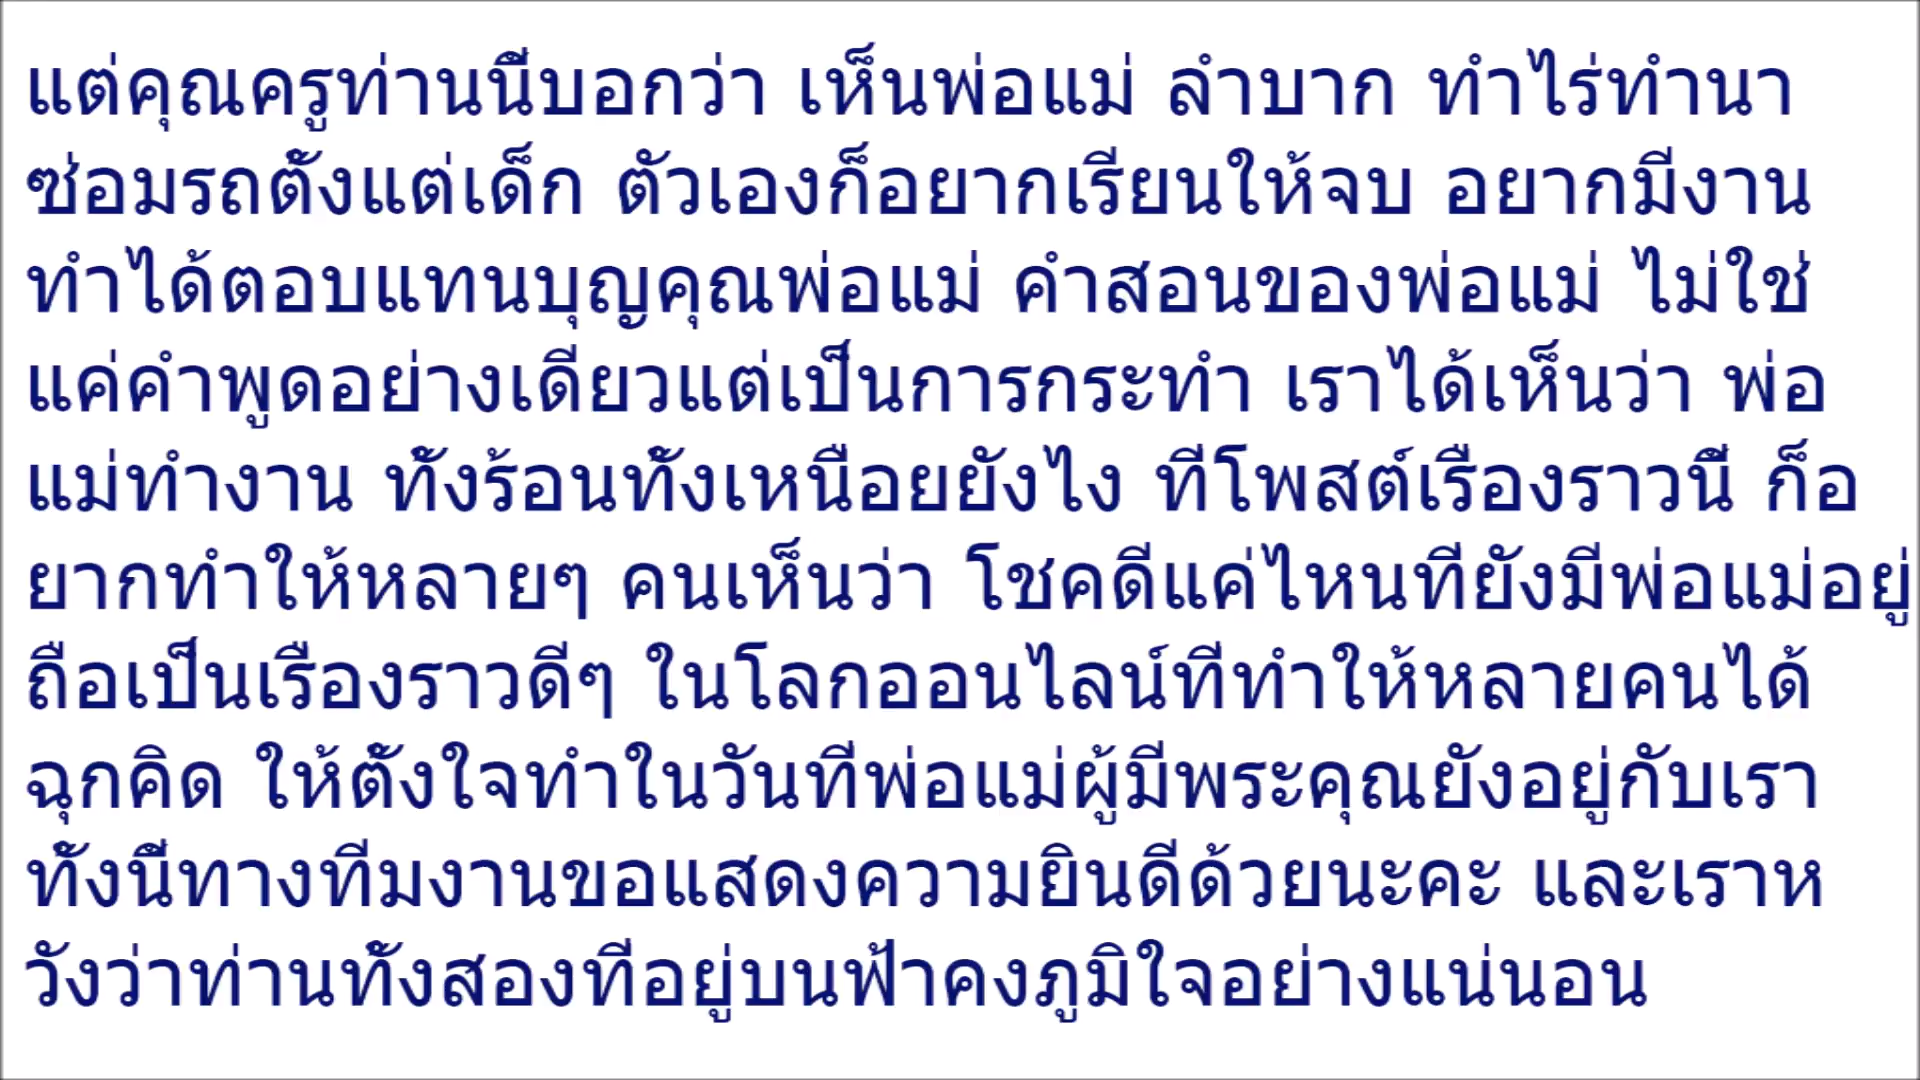 แต่คุณครูท่านนี้บอกว่า เห็นพ่อแม่ ลำบาก ทำไร่ทำนา
ซ่อมรถตั้งแต่เด็ก ตัวเองก็อยากเรียนให้จบ อยากมีงาน
ทำได้ตอบแทนบุญคุณพ่อแม่ คำสอนของพ่อแม่ ไม่ใช่
แค่คำพูดอย่างเดียวแต่เป็นการกระทำ เราได้เห็นว่า พ่อ
แม่ทำงาน ทั้งร้อนทั้งเหนื่อยยังไง ที่โพสต์เรื่องราวนี้ ก็อ
ยากทำให้หลายๆ คนเห็นว่า โชคดีแค่ไหนที่ยังมีพ่อแม่อยู่
ถือเป็นเรื่องราวดีๆ ในโลกออนไลน์ที่ทำให้หลายคนได้
ฉุกคิด ให้ตั้งใจทำในวันที่พ่อแม่ผู้มีพระคุณยังอยู่กับเรา
ทั้งนี้ทางทีมงานขอแสดงความยินดีด้วยนะคะ และเราห
วังว่าท่านทั้งสองที่อยู่บนฟ้าคงภูมิใจอย่างแน่นอน